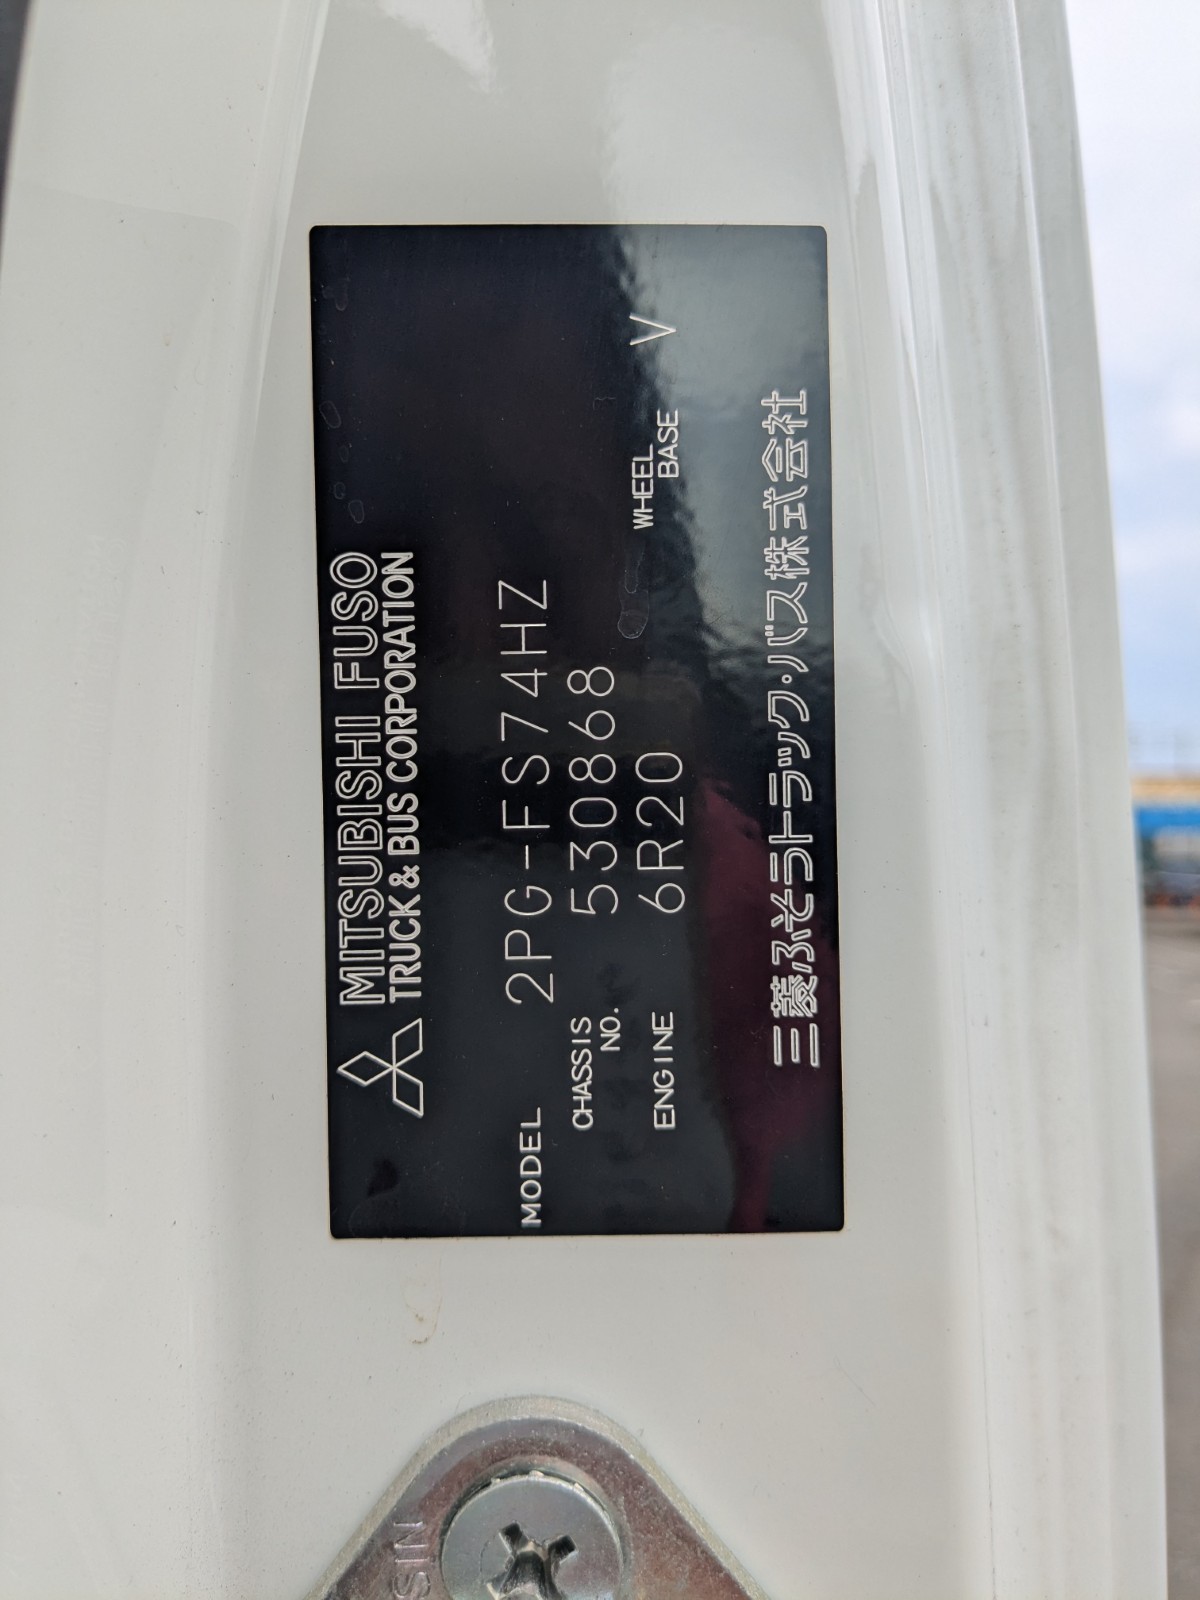 MITSUBISHI FUSO
TRUCK & BUS CORPORATION
MODEL 2PG-FS74HZ
CHASSIS NO. 530868
ENGINE 6R20 WHEEL BASE V
三菱ふそうトラック・バス株式会社
SIN